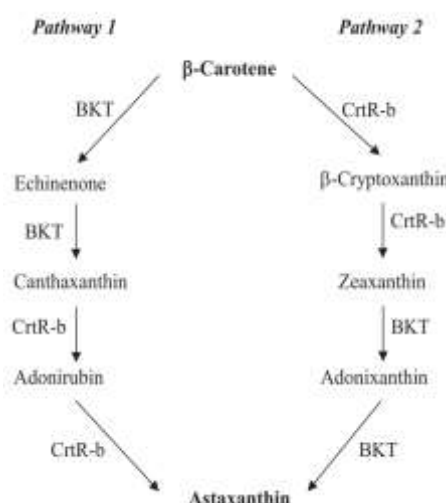 Pathway 1 Pathway 2
β-Carotene
BKT CrtR-b
Echinenone β-Cryptoxanthin
BKT CrtR-b
Canthaxanthin Zeaxanthin
CrtR-b BKT
Adonirubin Adonixanthin
CrtR-b BKT
Astaxanthin